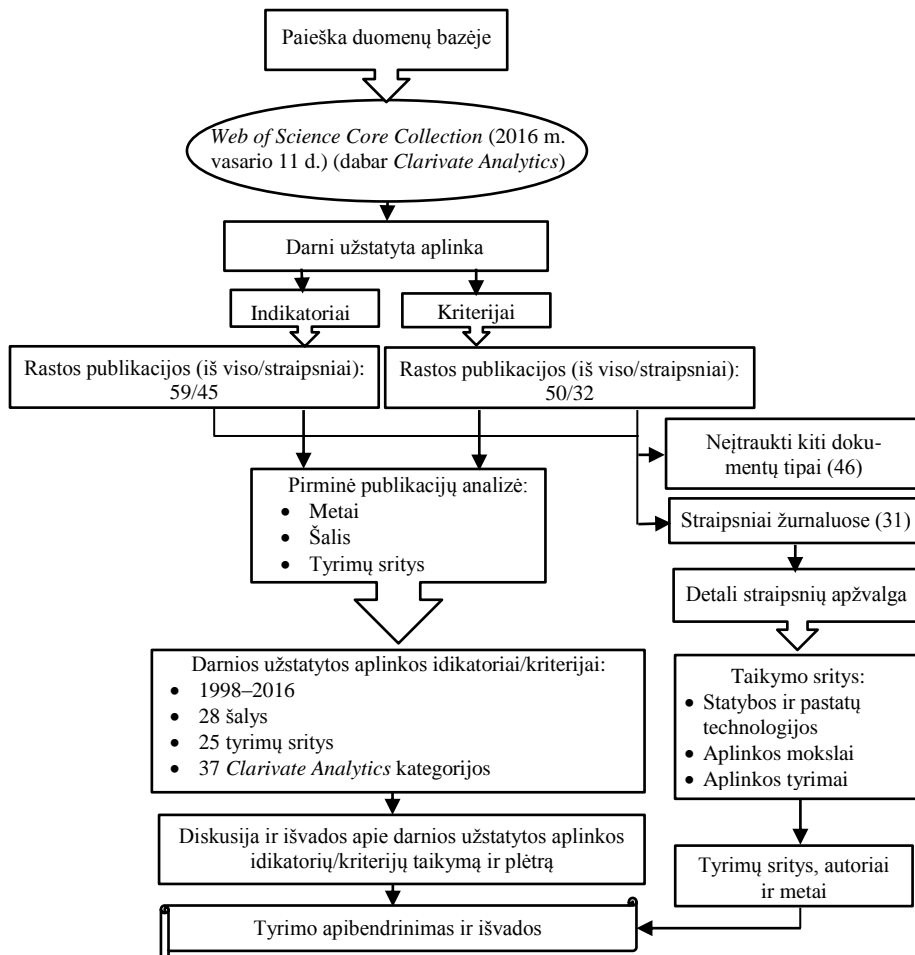 Paieška duomenų bazėje
Web of Science Core Collection (2016 m.
vasario 11 d.) (dabar Clarivate Analytics)
Darni užstatyta aplinka
Indikatoriai
Kriterijai
Rastos publikacijos (iš viso/straipsniai):
59/45
Rastos publikacijos (iš viso/straipsniai):
50/32
Neįtraukti kiti doku-
mentų tipai (46)
Pirminė publikacijų analizė:
• Metai
• Šalis
• Tyrimų sritys
Straipsniai žurnaluose (31)
Detali straipsnių apžvalga
Darnios užstatytos aplinkos idikatoriai/kriterijai:
• 1998–2016
• 28 šalys
• 25 tyrimų sritys
• 37 Clarivate Analytics kategorijos
Taikymo sritys:
• Statybos ir pastatų
technologijos
• Aplinkos mokslai
• Aplinkos tyrimai
Diskusija ir išvados apie darnios užstatytos aplinkos
idikatorių/kriterijų taikymą ir plėtrą
Tyrimų sritys, autoriai
ir metai
Tyrimo apibendrinimas ir išvados